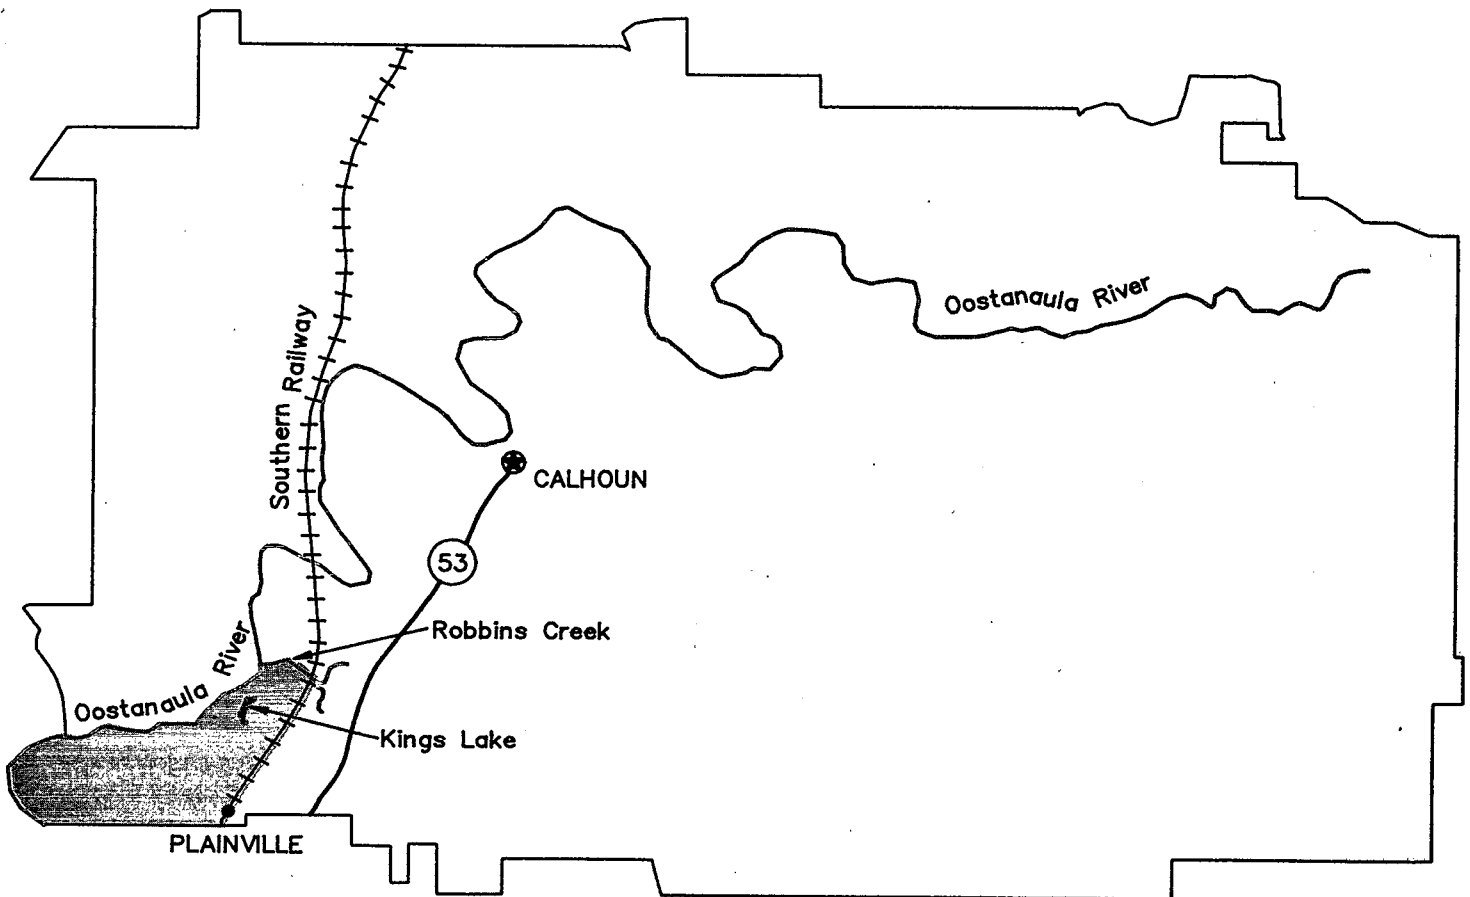 Oostanaula River
Southern Railway
CALHOUN
53
Robbins Creek
Oostanaula River
Kings Lake
PLAINVILLE